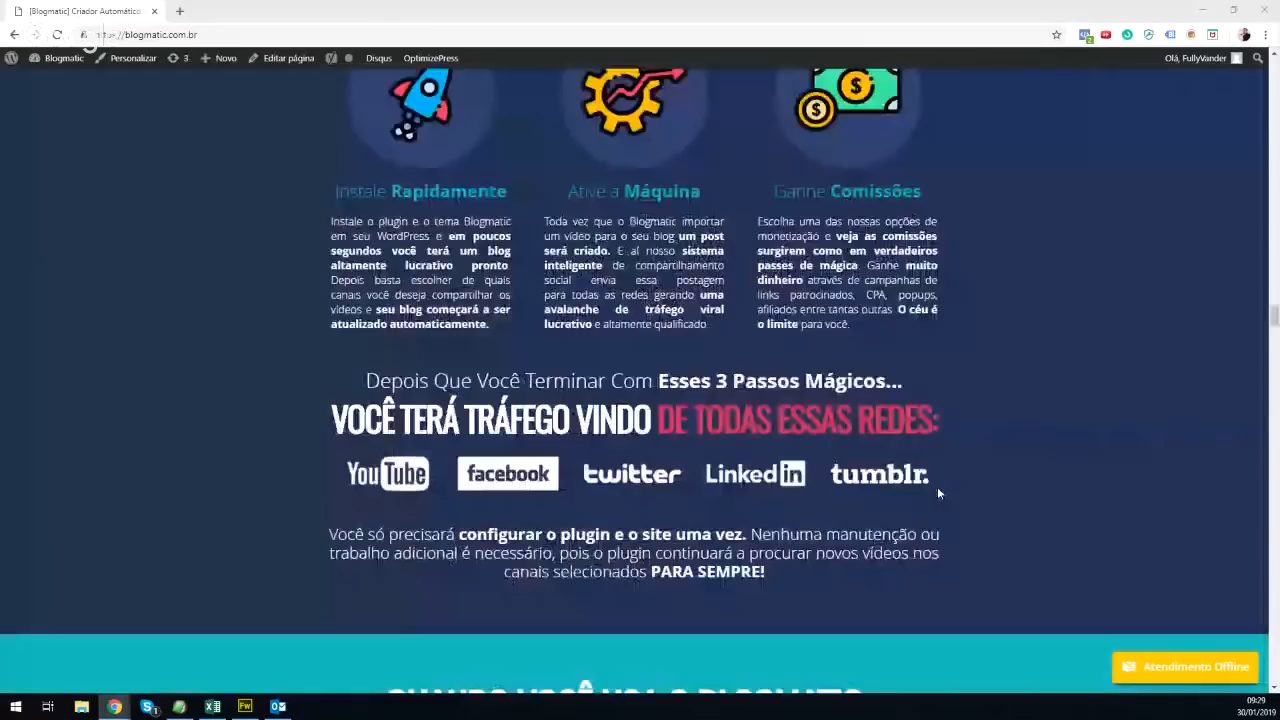 [Blogmatic] Criador Automático
blogmatic.com.br
Blogmatic Personalizar 3 Novo Editar página Disqus OptimizePress Olá, FullyVander
Instale Rapidamente
Instale o plugin e o tema Blogmatic
em seu WordPress e em poucos
segundos você terá um blog
altamente lucrativo pronto.
Depois basta escolher de quais
canais você deseja compartilhar os
vídeos e seu blog começará a ser
atualizado automaticamente.
Ative a Máquina
Toda vez que o Blogmatic importar
um vídeo para o seu blog um post
será criado. E aí nosso sistema
inteligente de compartilhamento
social envia essa postagem
para todas as redes gerando uma
avalanche de tráfego viral
lucrativo e altamente qualificado.
Ganhe Comissões
Escolha uma das nossas opções de
monetização e veja as comissões
surgirem como em verdadeiros
passes de mágica. Ganhe muito
dinheiro através de campanhas de
links patrocinados, CPA, popups,
afiliados entre tantas outras. O céu é
o limite para você.
Depois Que Você Terminar Com Esses 3 Passos Mágicos...
VOCÊ TERÁ TRÁFEGO VINDO DE TODAS ESSAS REDES:
YouTube facebook twitter Linkedin tumblr.
Você só precisará configurar o plugin e o site uma vez. Nenhuma manutenção ou
trabalho adicional é necessário, pois o plugin continuará a procurar novos vídeos nos
canais selecionados PARA SEMPRE!
Atendimento Offline
09:29
30/01/2019